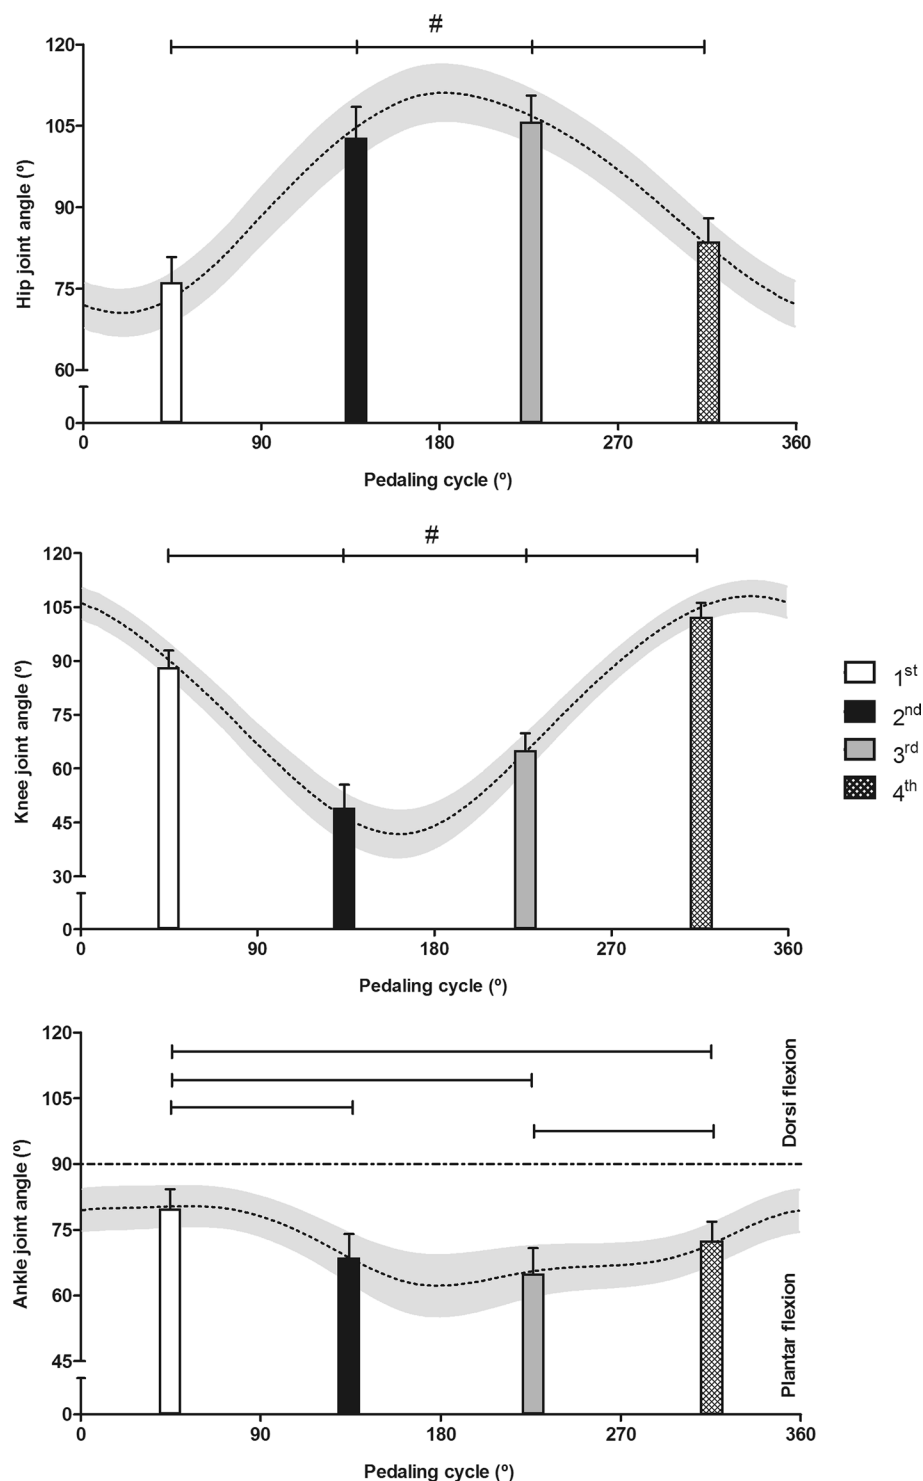 #
Hip joint angle (º)
120
105
90
75
60
0
0 90 180 270 360
Pedaling cycle (º)
#
Knee joint angle (º)
120
105
90
75
60
45
30
0
0 90 180 270 360
Pedaling cycle (º)
1st
2nd
3rd
4th
Ankle joint angle (º)
120
105
90
75
60
45
0
0 90 180 270 360
Pedaling cycle (º)
Dorsi flexion
Plantar flexion